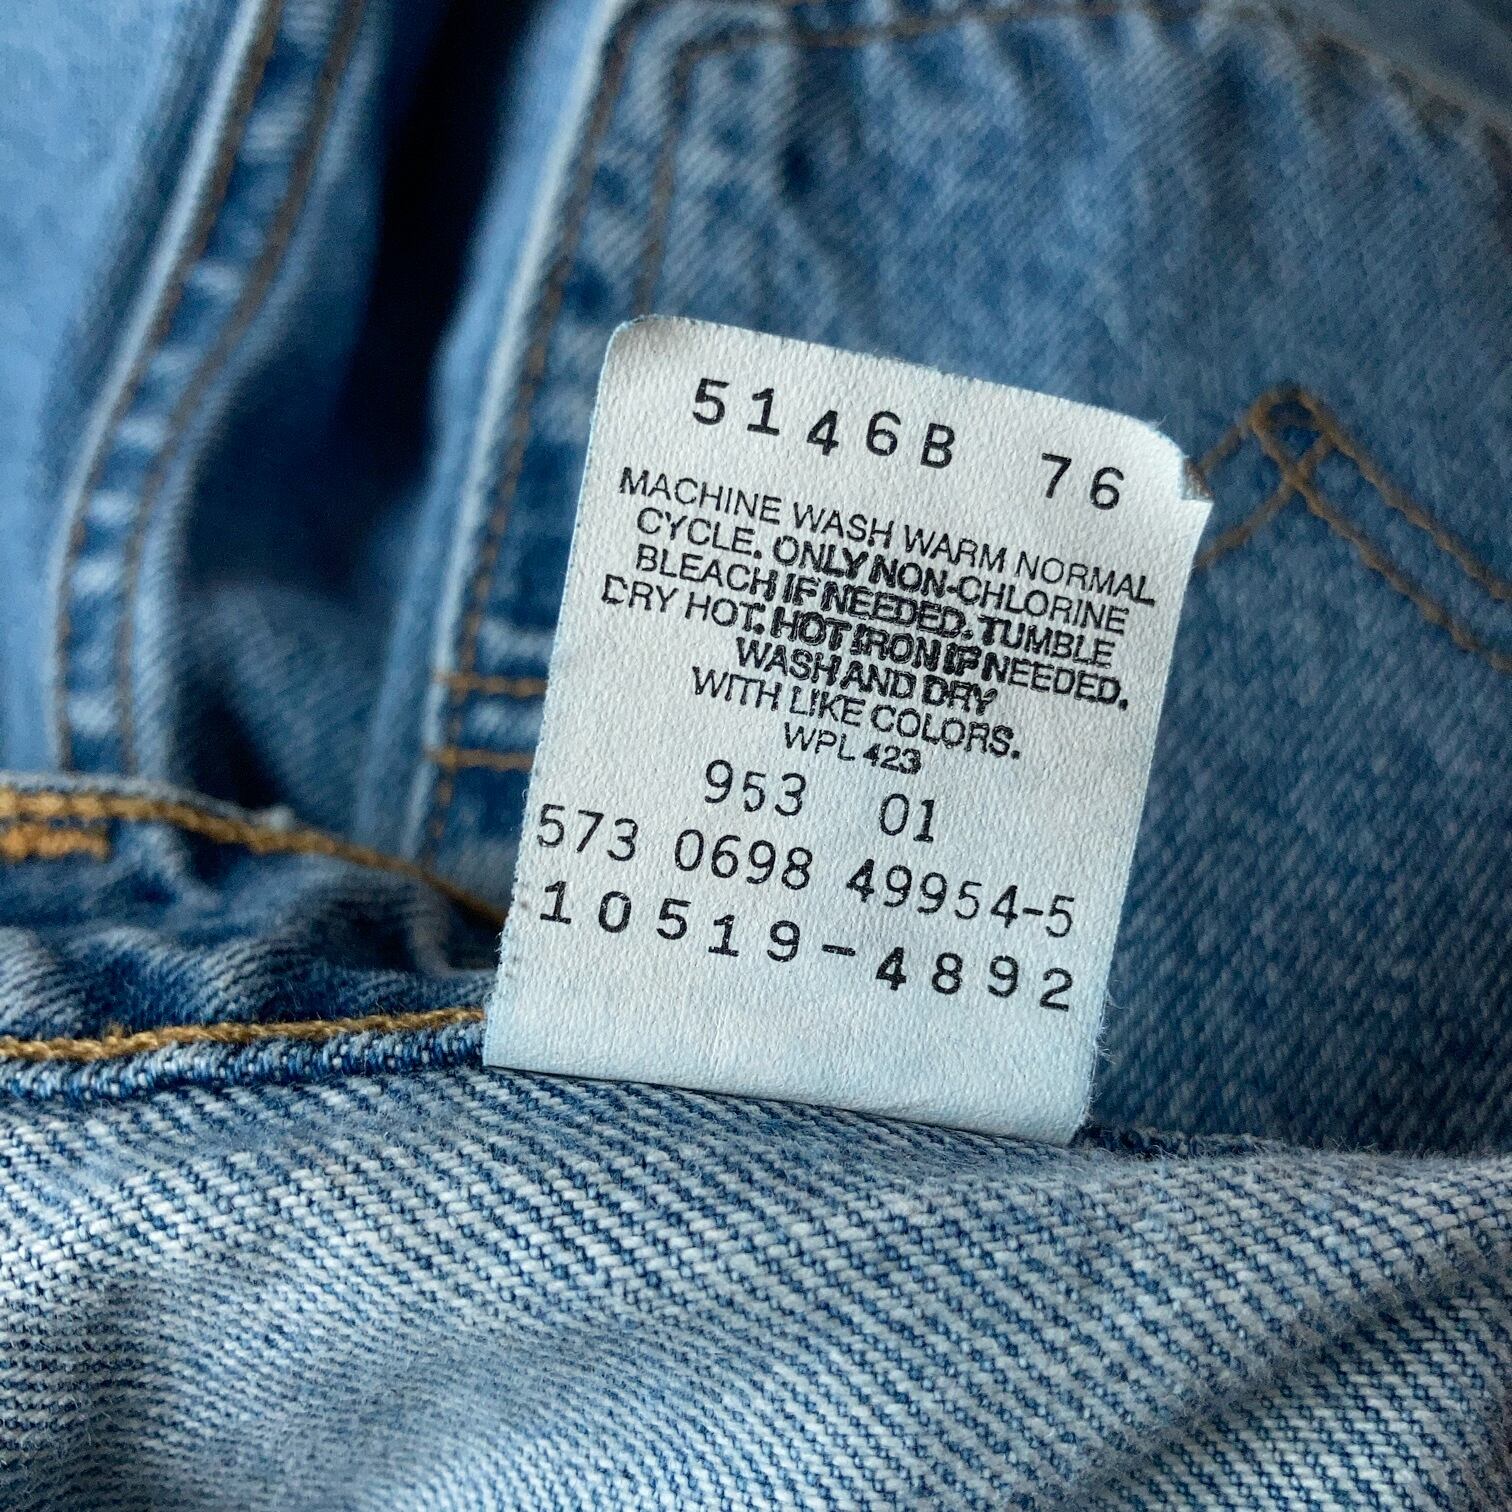 5146B 76
MACHINE WASH WARM NORMAL
CYCLE. ONLY NON-CHLORINE
BLEACH IF NEEDED. TUMBLE
DRY HOT. HOT IRON IF NEEDED.
WASH AND DRY
WITH LIKE COLORS.
WPL 423
953 01
573 0698 49954-5
10519-4892